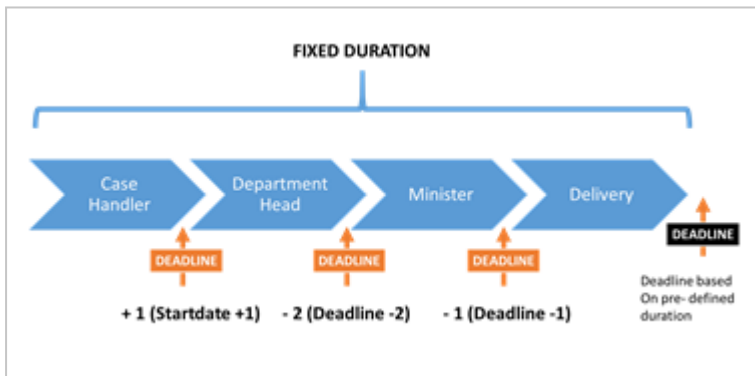 FIXED DURATION
Case
Handler
Department
Head
Minister
Delivery
DEADLINE
DEADLINE
DEADLINE
DEADLINE
+ 1 (Startdate +1)
- 2 (Deadline -2)
- 1 (Deadline -1)
Deadline based
On pre- defined
duration